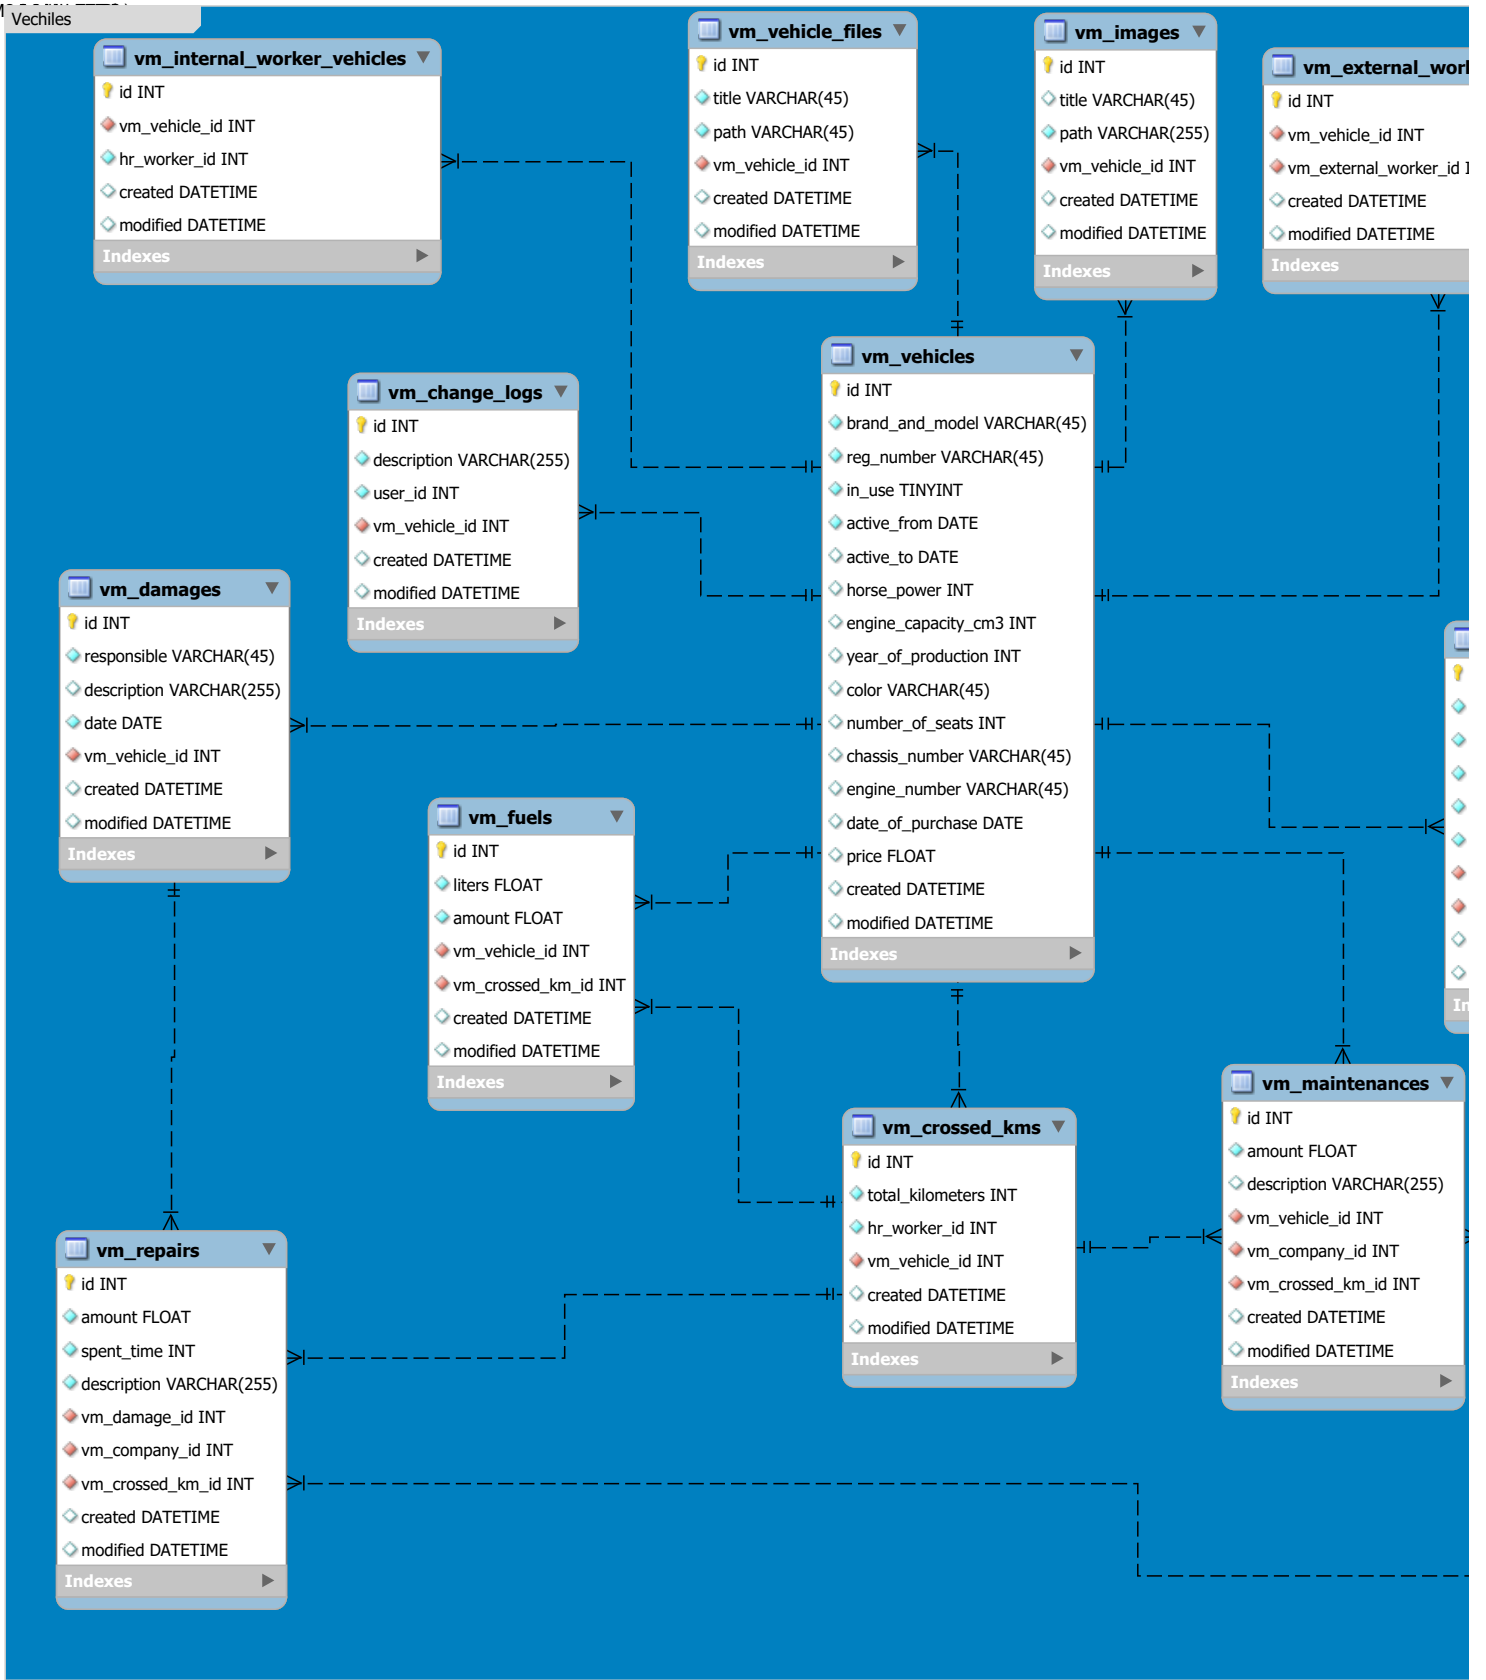 Vechiles
vm_internal_worker_vehicles
id INT
vm_vehicle_id INT
hr_worker_id INT
created DATETIME
modified DATETIME
Indexes
vm_vehicle_files
id INT
title VARCHAR(45)
path VARCHAR(45)
vm_vehicle_id INT
created DATETIME
modified DATETIME
Indexes
vm_images
id INT
title VARCHAR(45)
path VARCHAR(255)
vm_vehicle_id INT
created DATETIME
modified DATETIME
Indexes
vm_external_worl
id INT
vm_vehicle_id INT
vm_external_worker_id I
created DATETIME
modified DATETIME
Indexes
vm_change_logs
id INT
description VARCHAR(255)
user_id INT
vm_vehicle_id INT
created DATETIME
modified DATETIME
Indexes
vm_vehicles
id INT
brand_and_model VARCHAR(45)
reg_number VARCHAR(45)
in_use TINYINT
active_from DATE
active_to DATE
horse_power INT
engine_capacity_cm3 INT
year_of_production INT
color VARCHAR(45)
number_of_seats INT
chassis_number VARCHAR(45)
engine_number VARCHAR(45)
date_of_purchase DATE
price FLOAT
created DATETIME
modified DATETIME
Indexes
vm_damages
id INT
responsible VARCHAR(45)
description VARCHAR(255)
date DATE
vm_vehicle_id INT
created DATETIME
modified DATETIME
Indexes
vm_fuels
id INT
liters FLOAT
amount FLOAT
vm_vehicle_id INT
vm_crossed_km_id INT
created DATETIME
modified DATETIME
Indexes
In
vm_crossed_kms
id INT
total_kilometers INT
hr_worker_id INT
vm_vehicle_id INT
created DATETIME
modified DATETIME
Indexes
vm_maintenances
id INT
amount FLOAT
description VARCHAR(255)
vm_vehicle_id INT
vm_company_id INT
vm_crossed_km_id INT
created DATETIME
modified DATETIME
Indexes
vm_repairs
id INT
amount FLOAT
spent_time INT
description VARCHAR(255)
vm_damage_id INT
vm_company_id INT
vm_crossed_km_id INT
created DATETIME
modified DATETIME
Indexes